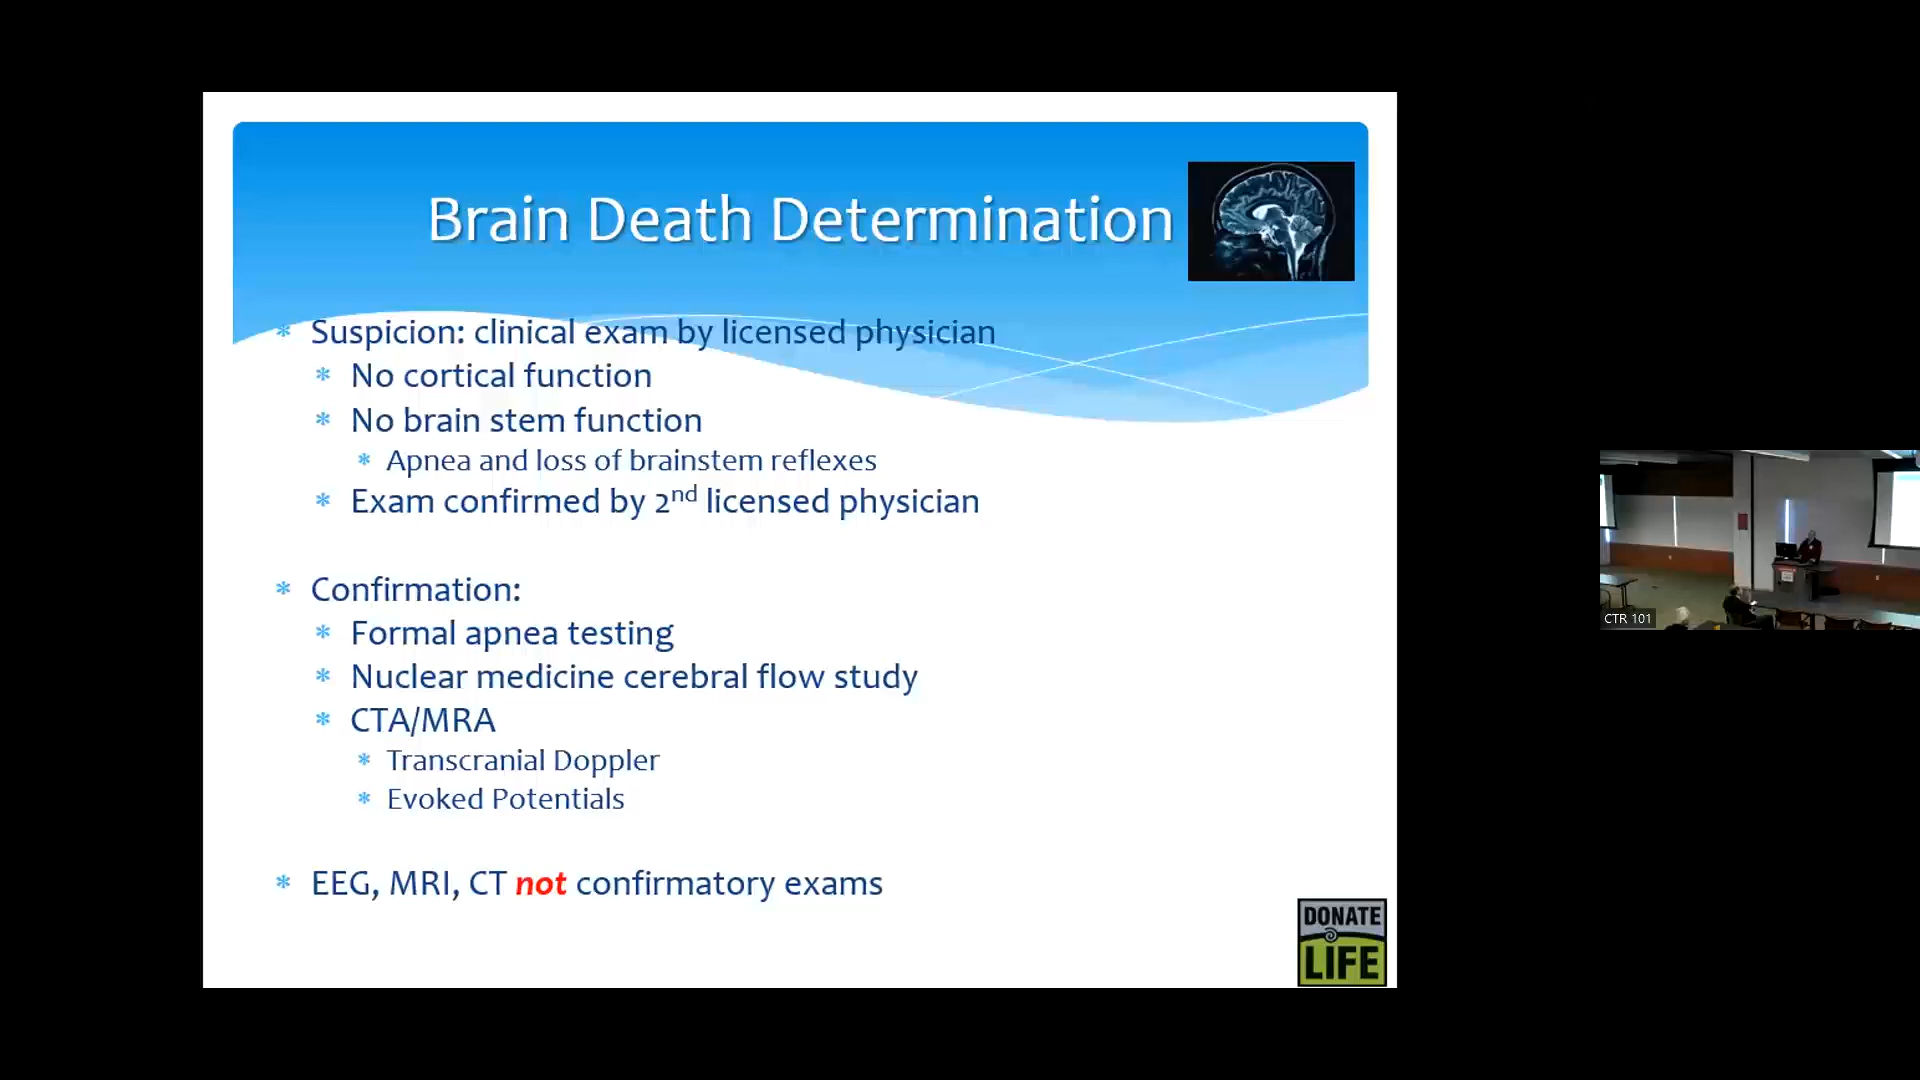 Brain Death Determination
* Suspicion: clinical exam by licensed physician
* No cortical function
* No brain stem function
* Apnea and loss of brainstem reflexes
* Exam confirmed by 2nd licensed physician
* Confirmation:
* Formal apnea testing
* Nuclear medicine cerebral flow study
* CTA/MRA
* Transcranial Doppler
* Evoked Potentials
* EEG, MRI, CT not confirmatory exams
DONATE
LIFE
CTR 101